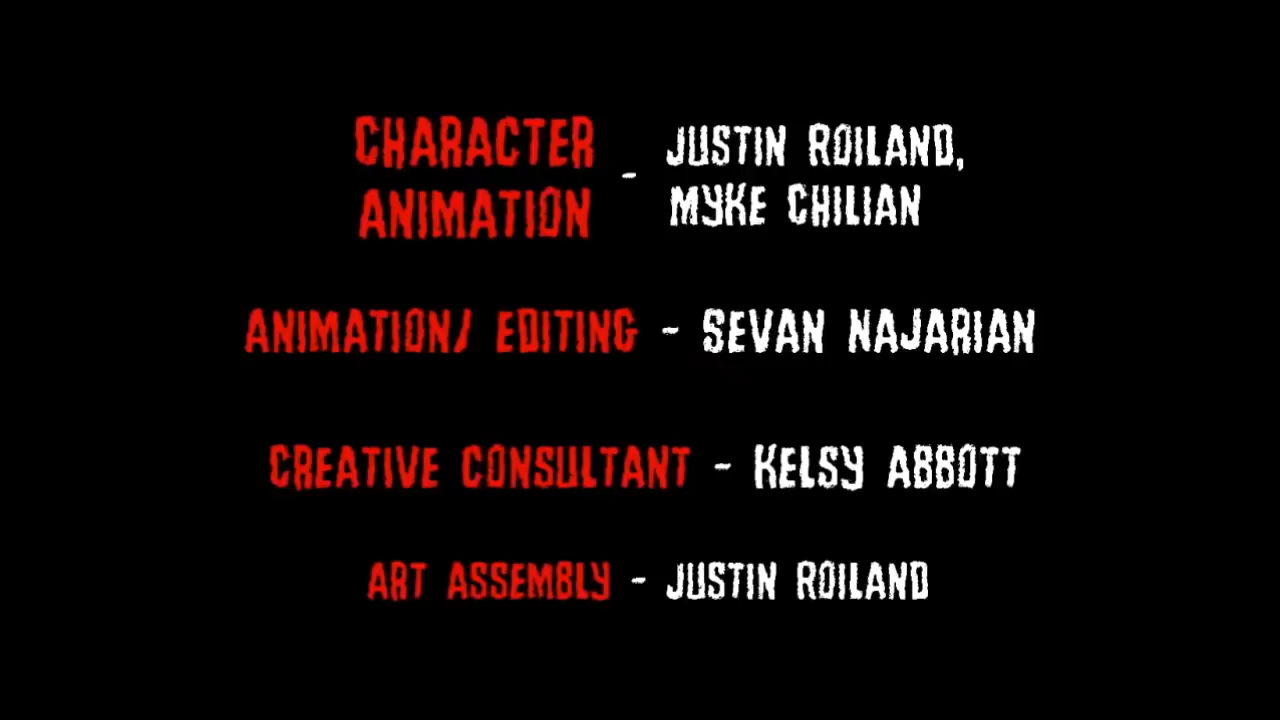 CHARACTER ANIMATION - JUSTIN ROILAND,
MYKE CHILIAN
ANIMATION/ EDITING - SEVAN NAJARIAN
CREATIVE CONSULTANT - KELSY ABBOTT
ART ASSEMBLY - JUSTIN ROILAND